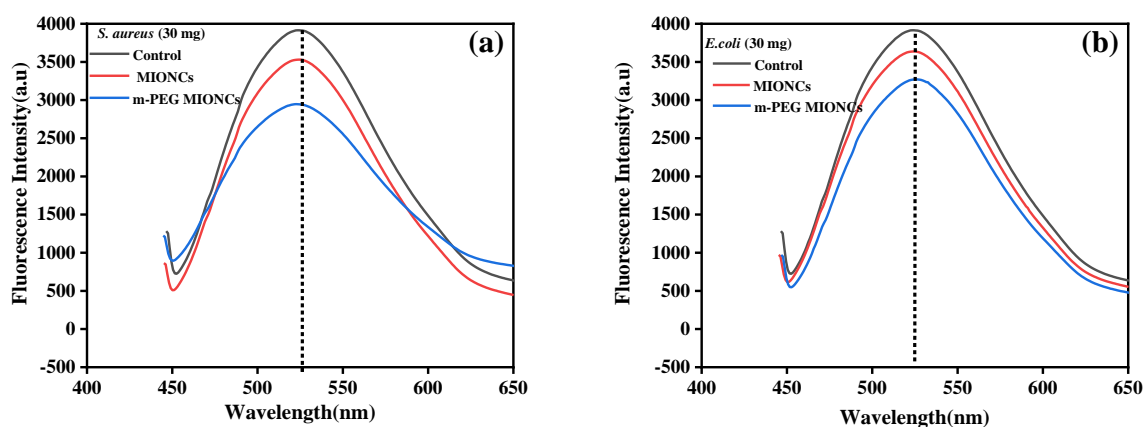 S. aureus (30 mg)
(a)
Control
MIONCs
m-PEG MIONCs
Fluorescence Intensity(a.u)
4000
3500
3000
2500
2000
1500
1000
500
0
-500
400
450
500
550
600
650
Wavelength(nm)
E.coli (30 mg)
(b)
Control
MIONCs
m-PEG MIONCs
Fluorescence Intensity(a.u)
4000
3500
3000
2500
2000
1500
1000
500
0
-500
400
450
500
550
600
650
Wavelength(nm)